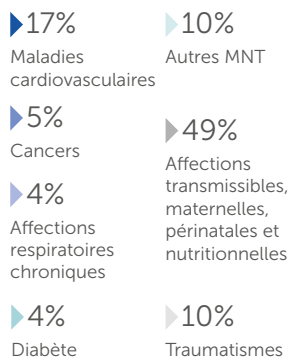 17%
Maladies
cardiovasculaires
5%
Cancers
4%
Affections
respiratoires
chroniques
4%
Diabète
10%
Autres MNT
49%
Affections
transmissibles,
maternelles,
périnatales et
nutritionnelles
10%
Traumatismes